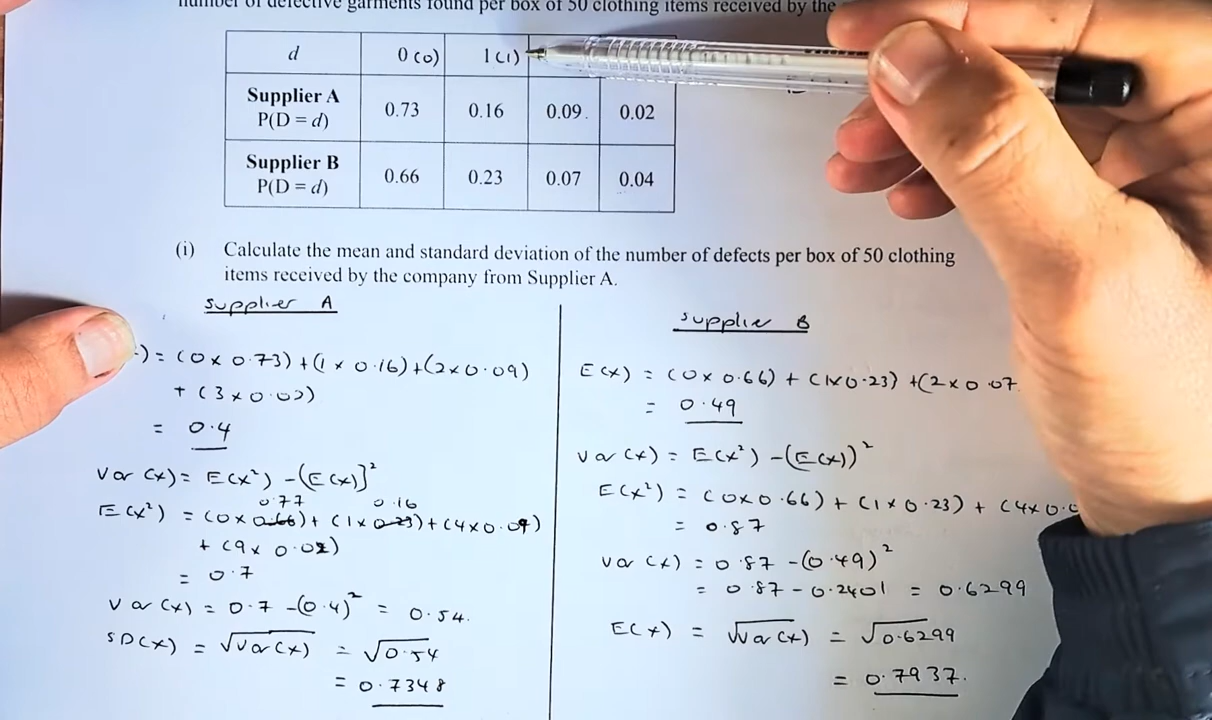 number of defective garments found per box of 50 clothing items received by the
d 0 (0) 1 (1)
Supplier A
P(D = d) 0.73 0.16 0.09 0.02
Supplier B
P(D = d) 0.66 0.23 0.07 0.04
(i) Calculate the mean and standard deviation of the number of defects per box of 50 clothing
items received by the company from Supplier A.
Supplier A
) = (0 x 0.73) + (1 x 0.16) + (2 x 0.09)
+ (3 x 0.02)
= 0.4
Var (x) = E(x²) - (E(x)]²
0.77 0.16
E(x²) = (0 x 0.66) + (1 x 0.23) + (4 x 0.09)
+ (9 x 0.02)
= 0.7
Var (x) = 0.7 - (0.4)² = 0.54.
SD(x) = √Var(x) = √0.54
= 0.7348
Supplie B
E(x) = (0 x 0.66) + (1x0.23) + (2 x 0.07
= 0.49
Var (x) = E(x²) - (E(x))²
E(x²) = (0x0.66) + (1 x 0.23) + (4x 0.0
= 0.87
Var (x) = 0.87 - (0.49)²
= 0.87 - 0.2401 = 0.6299
E(x) = √Var(x) = √0.6299
= 0.7937.